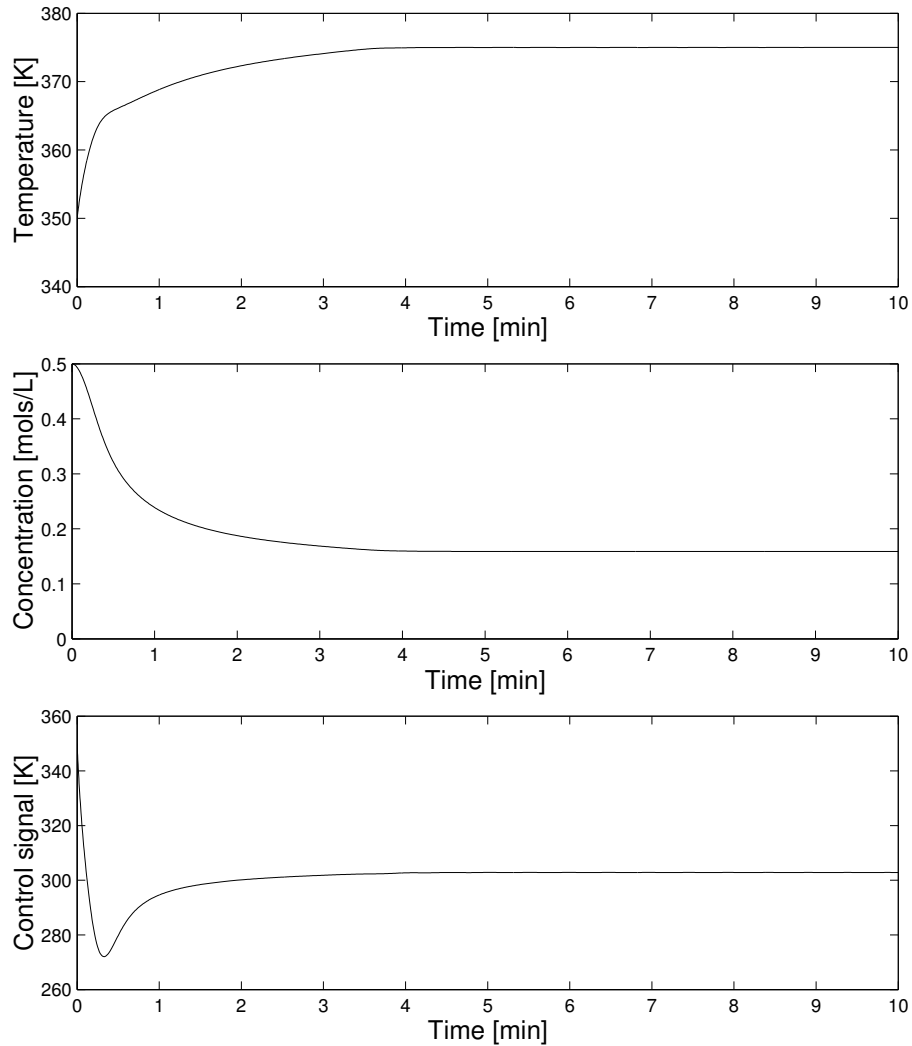 380
370
360
350
340
Temperature [K]
0 1 2 3 4 5 6 7 8 9 10
Time [min]
0.5
0.4
0.3
0.2
0.1
0
Concentration [mols/L]
0 1 2 3 4 5 6 7 8 9 10
Time [min]
360
340
320
300
280
260
Control signal [K]
0 1 2 3 4 5 6 7 8 9 10
Time [min]